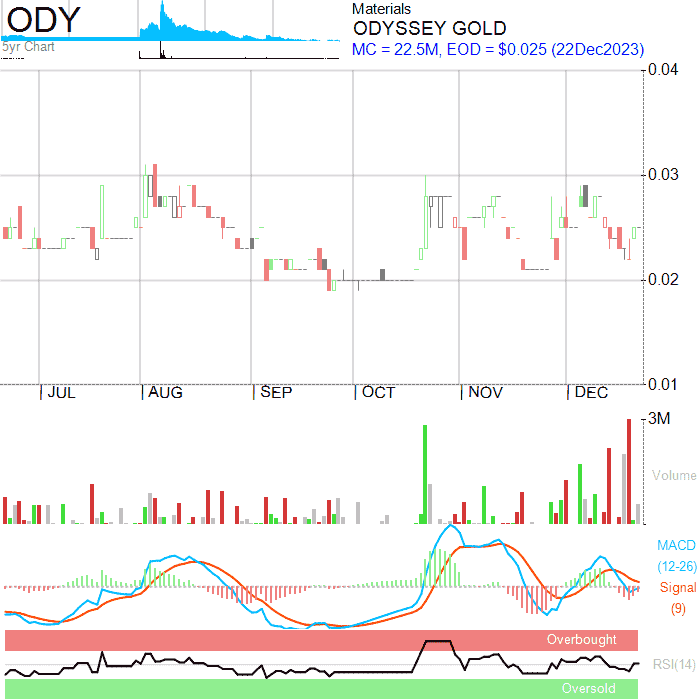 ODY
5yr Chart
Materials
ODYSSEY GOLD
MC = 22.5M, EOD = $0.025 (22Dec2023)
0.04
0.03
0.02
0.01
JUL AUG SEP OCT NOV DEC
3M
Volume
MACD
(12-26)
Signal
(9)
Overbought
RSI(14)
Oversold